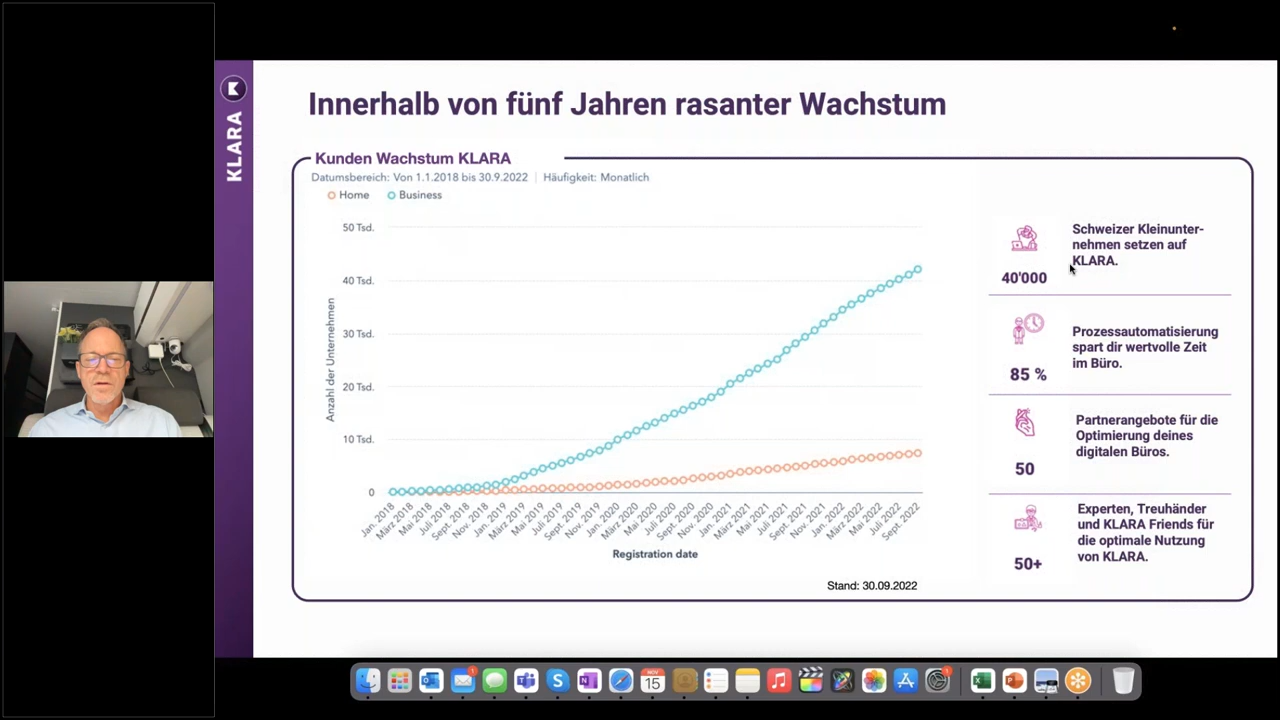 KLARA
Innerhalb von fünf Jahren rasanter Wachstum
Kunden Wachstum KLARA
Datumsbereich: Von 1.1.2018 bis 30.9.2022 | Häufigkeit: Monatlich
Home
Business
50 Tsd.
40 Tsd.
30 Tsd.
20 Tsd.
10 Tsd.
0
Anzahl der Unternehmen
Jan. 2018
März 2018
Mai 2018
Juli 2018
Sept. 2018
Nov. 2018
Jan. 2019
März 2019
Mai 2019
Juli 2019
Sept. 2019
Nov. 2019
Jan. 2020
März 2020
Mai 2020
Juli 2020
Sept. 2020
Nov. 2020
Jan. 2021
März 2021
Mai 2021
Juli 2021
Sept. 2021
Nov. 2021
Jan. 2022
März 2022
Mai 2022
Juli 2022
Sept. 2022
Registration date
Stand: 30.09.2022
40'000
Schweizer Kleinunter-
nehmen setzen auf
KLARA.
85 %
Prozessautomatisierung
spart dir wertvolle Zeit
im Büro.
50
Partnerangebote für die
Optimierung deines
digitalen Büros.
50+
Experten, Treuhänder
und KLARA Friends für
die optimale Nutzung
von KLARA.
NOV
15